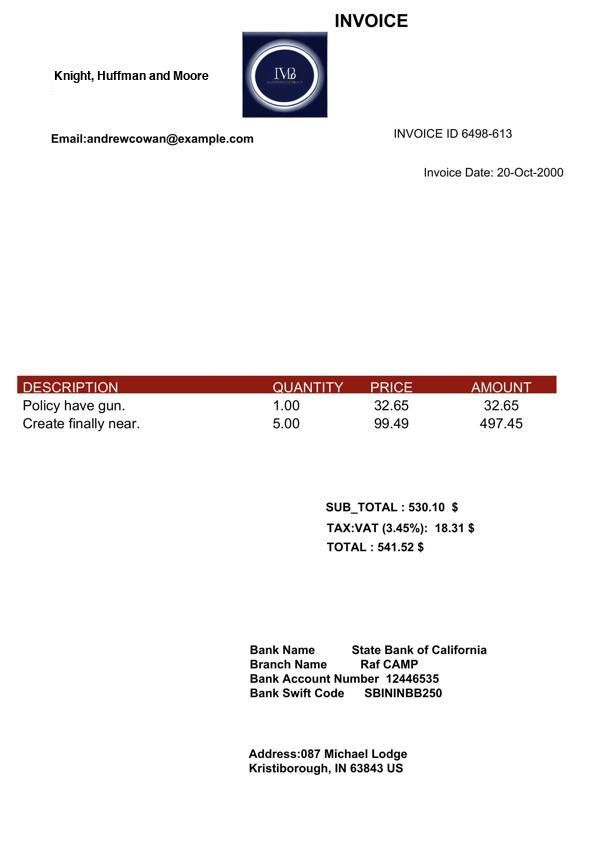 INVOICE
Knight, Huffman and Moore
Email:andrewcowan@example.com
INVOICE ID 6498-613
Invoice Date: 20-Oct-2000
DESCRIPTION QUANTITY PRICE AMOUNT
Policy have gun. 1.00 32.65 32.65
Create finally near. 5.00 99.49 497.45
SUB_TOTAL : 530.10 $
TAX:VAT (3.45%): 18.31 $
TOTAL : 541.52 $
Bank Name State Bank of California
Branch Name Raf CAMP
Bank Account Number 12446535
Bank Swift Code SBININBB250
Address:087 Michael Lodge
Kristiborough, IN 63843 US